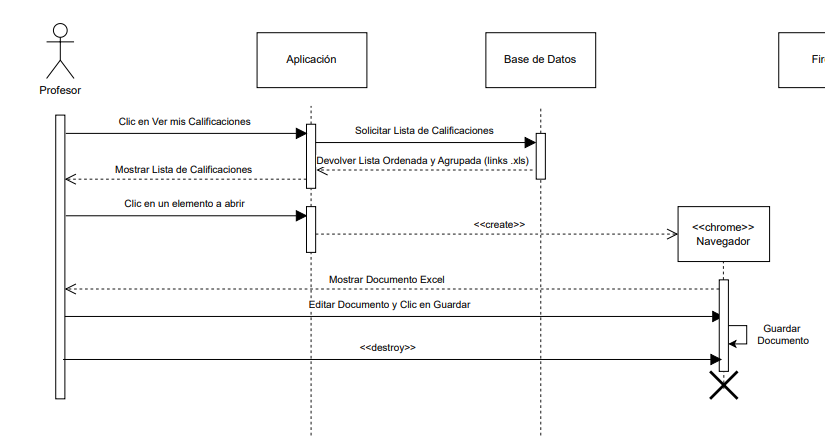 Profesor
Aplicación
Base de Datos
Clic en Ver mis Calificaciones
Solicitar Lista de Calificaciones
Devolver Lista Ordenada y Agrupada (links .xls)
Mostrar Lista de Calificaciones
Clic en un elemento a abrir
<<create>>
<<chrome>>
Navegador
Mostrar Documento Excel
Editar Documento y Clic en Guardar
Guardar
Documento
<<destroy>>